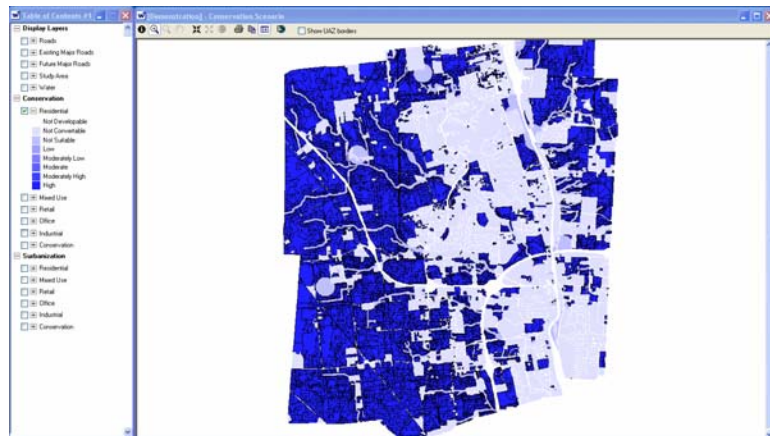 Table of Contents #1
Display Layers
Roads
Existing Major Roads
Future Major Roads
Study Area
Water
Conservation
Residential
Not Developable
Not Convertable
Not Suitable
Low
Moderately Low
Moderate
Moderately High
High
Mixed Use
Retail
Office
Industrial
Conservation
Suburbanization
Residential
Mixed Use
Retail
Office
Industrial
Conservation
[Demonstration] - Conservation Scenario
Show UAZ borders